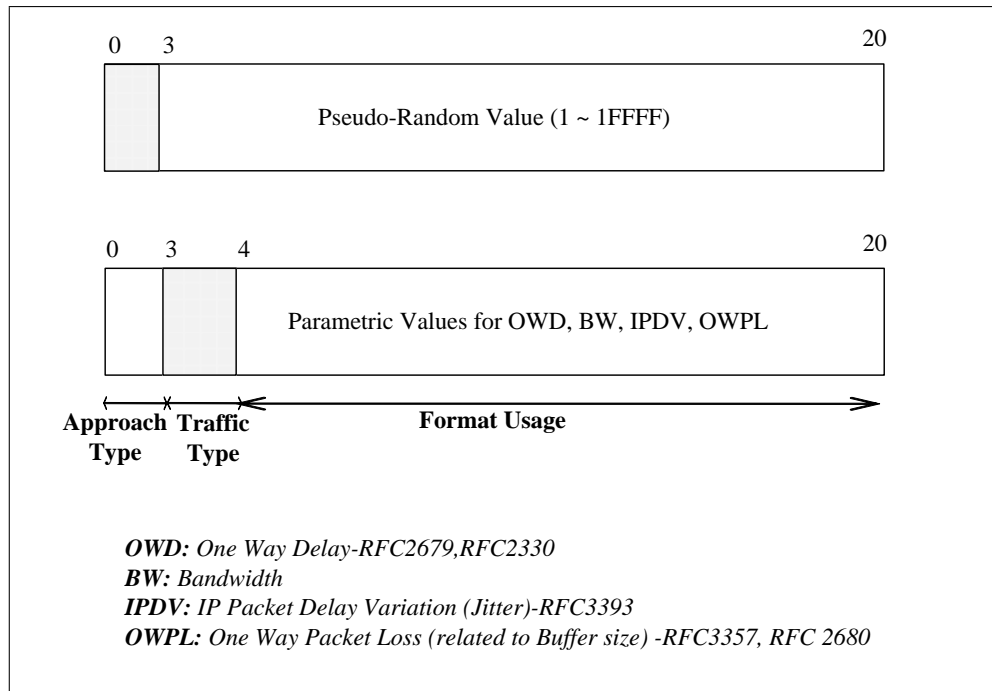 0 3 20
Pseudo-Random Value (1 ~ 1FFFF)
0 3 4 20
Parametric Values for OWD, BW, IPDV, OWPL
Approach Traffic Format Usage
Type Type
OWD: One Way Delay-RFC2679,RFC2330
BW: Bandwidth
IPDV: IP Packet Delay Variation (Jitter)-RFC3393
OWPL: One Way Packet Loss (related to Buffer size) -RFC3357, RFC 2680